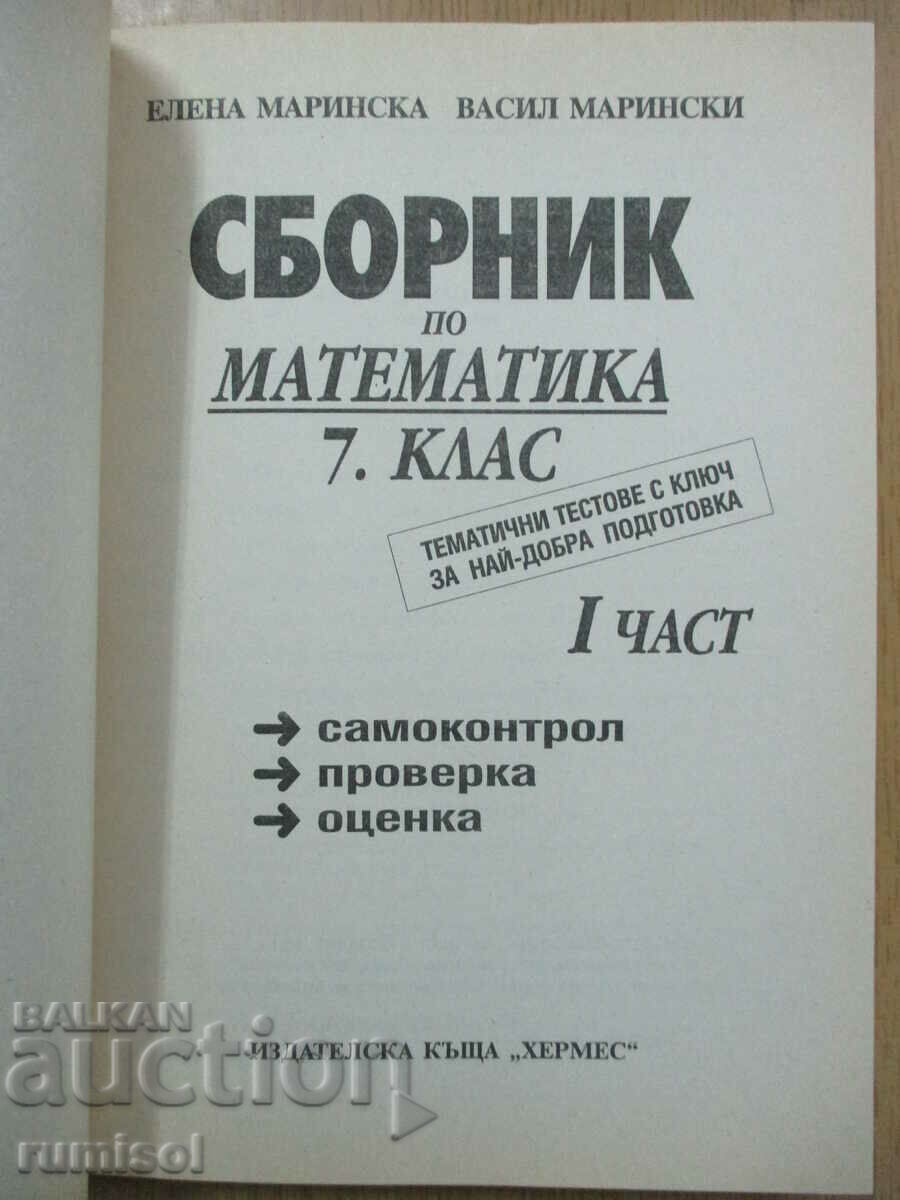 ЕЛЕНА МАРИНСКА ВАСИЛ МАРИНСКИ
СБОРНИК
по
МАТЕМАТИКА
7. КЛАС
ТЕМАТИЧНИ ТЕСТОВЕ С КЛЮЧ
ЗА НАЙ-ДОБРА ПОДГОТОВКА
I ЧАСТ
➔ самоконтрол
➔ проверка
➔ оценка
ИЗДАТЕЛСКА КЪЩА „ХЕРМЕС“
BALKAN
auction
rumisol